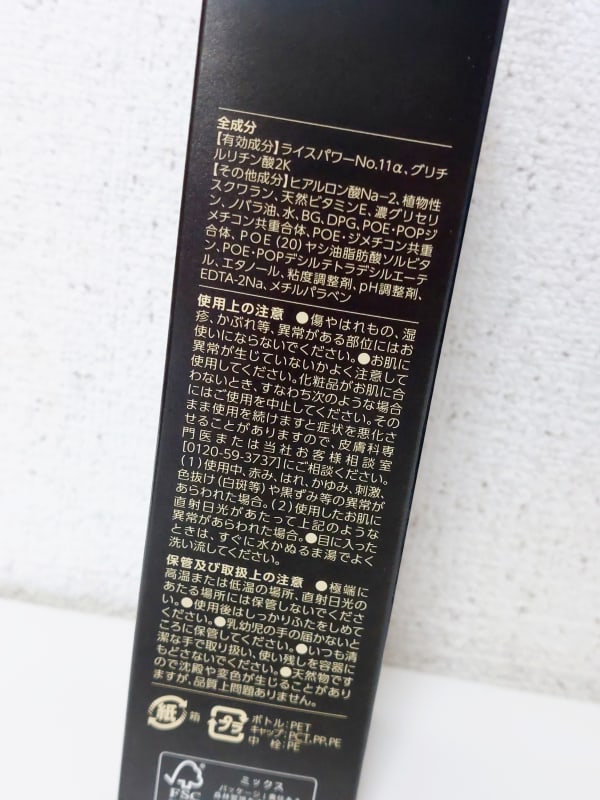 全成分
【有効成分】ライスパワーNo.11α、グリチ
ルリチン酸2K
【その他成分】ヒアルロン酸Na-2、植物性
スクワラン、天然ビタミンE、濃グリセリ
ン、ノバラ油、水、BG、DPG、POE・POPジ
メチコン共重合体、POE・ジメチコン共重
合体、POE(20)ヤシ油脂肪酸ソルビタ
ン、POE・POPデシルテトラデシルエーテ
ル、エタノール、粘度調整剤、pH調整剤、
EDTA-2Na、メチルパラベン
使用上の注意 ●傷やはれもの、湿
疹、かぶれ等、異常がある部位にはお
使いにならないでください。●お肌に
異常が生じていないかよく注意して
使用してください。化粧品がお肌に合
わないとき、すなわち次のような場合
にはご使用を中止してください。その
まま使用を続けますと症状を悪化さ
せることがありますので、皮膚科専
門医または当社お客様相談室
[0120-59-3737]にご相談ください。
(1)使用中、赤み、はれ、かゆみ、刺激、
色抜け(白斑等)や黒ずみ等の異常が
あらわれた場合。(2)使用したお肌に
直射日光があたって上記のような
異常があらわれた場合。●目に入った
ときは、すぐに水かぬるま湯でよく
洗い流してください。
保管及び取扱上の注意 ●極端に
高温または低温の場所、直射日光の
あたる場所には保管しないでくださ
い。●使用後はしっかりふたをしめて
ください。●乳幼児の手の届かないと
ころに保管してください。●いつも清
潔な手で取り扱い、使い残しを容器に
もどさないでください。●天然物です
ので沈殿や変色が生じることがあり
ますが、品質上問題ありません。
紙 箱 プラ ボトル:PET
キャップ:PCT,PP,PE
中 栓:PE
FSC ミックス